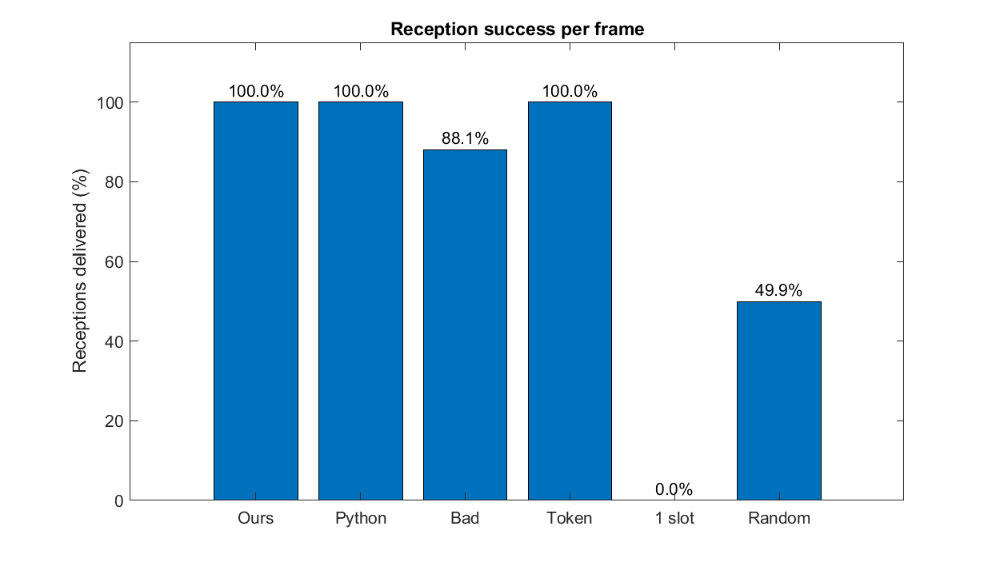 Reception success per frame
100.0% 100.0% 88.1% 100.0% 0.0% 49.9%
Receptions delivered (%)
100
80
60
40
20
0
Ours Python Bad Token 1 slot Random